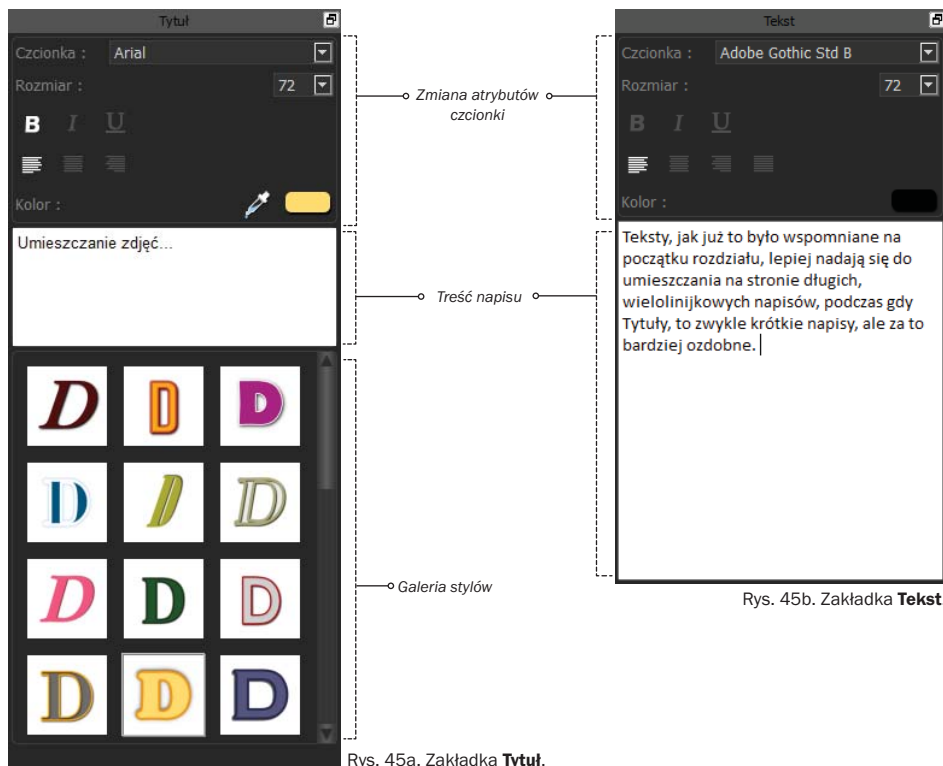 Tytuł
Czcionka :
Arial
Rozmiar :
72
B I U
Kolor :
Umieszczanie zdjęć...
D D D
D D D
D D D
D D D
Rys. 45a. Zakładka Tytuł.
Zmiana atrybutów
czcionki
Treść napisu
Galeria stylów
Tekst
Czcionka :
Adobe Gothic Std B
Rozmiar :
72
B I U
Kolor :
Teksty, jak już to było wspomniane na
początku rozdziału, lepiej nadają się do
umieszczania na stronie długich,
wielolinijkowych napisów, podczas gdy
Tytuły, to zwykle krótkie napisy, ale za to
bardziej ozdobne.
Rys. 45b. Zakładka Tekst